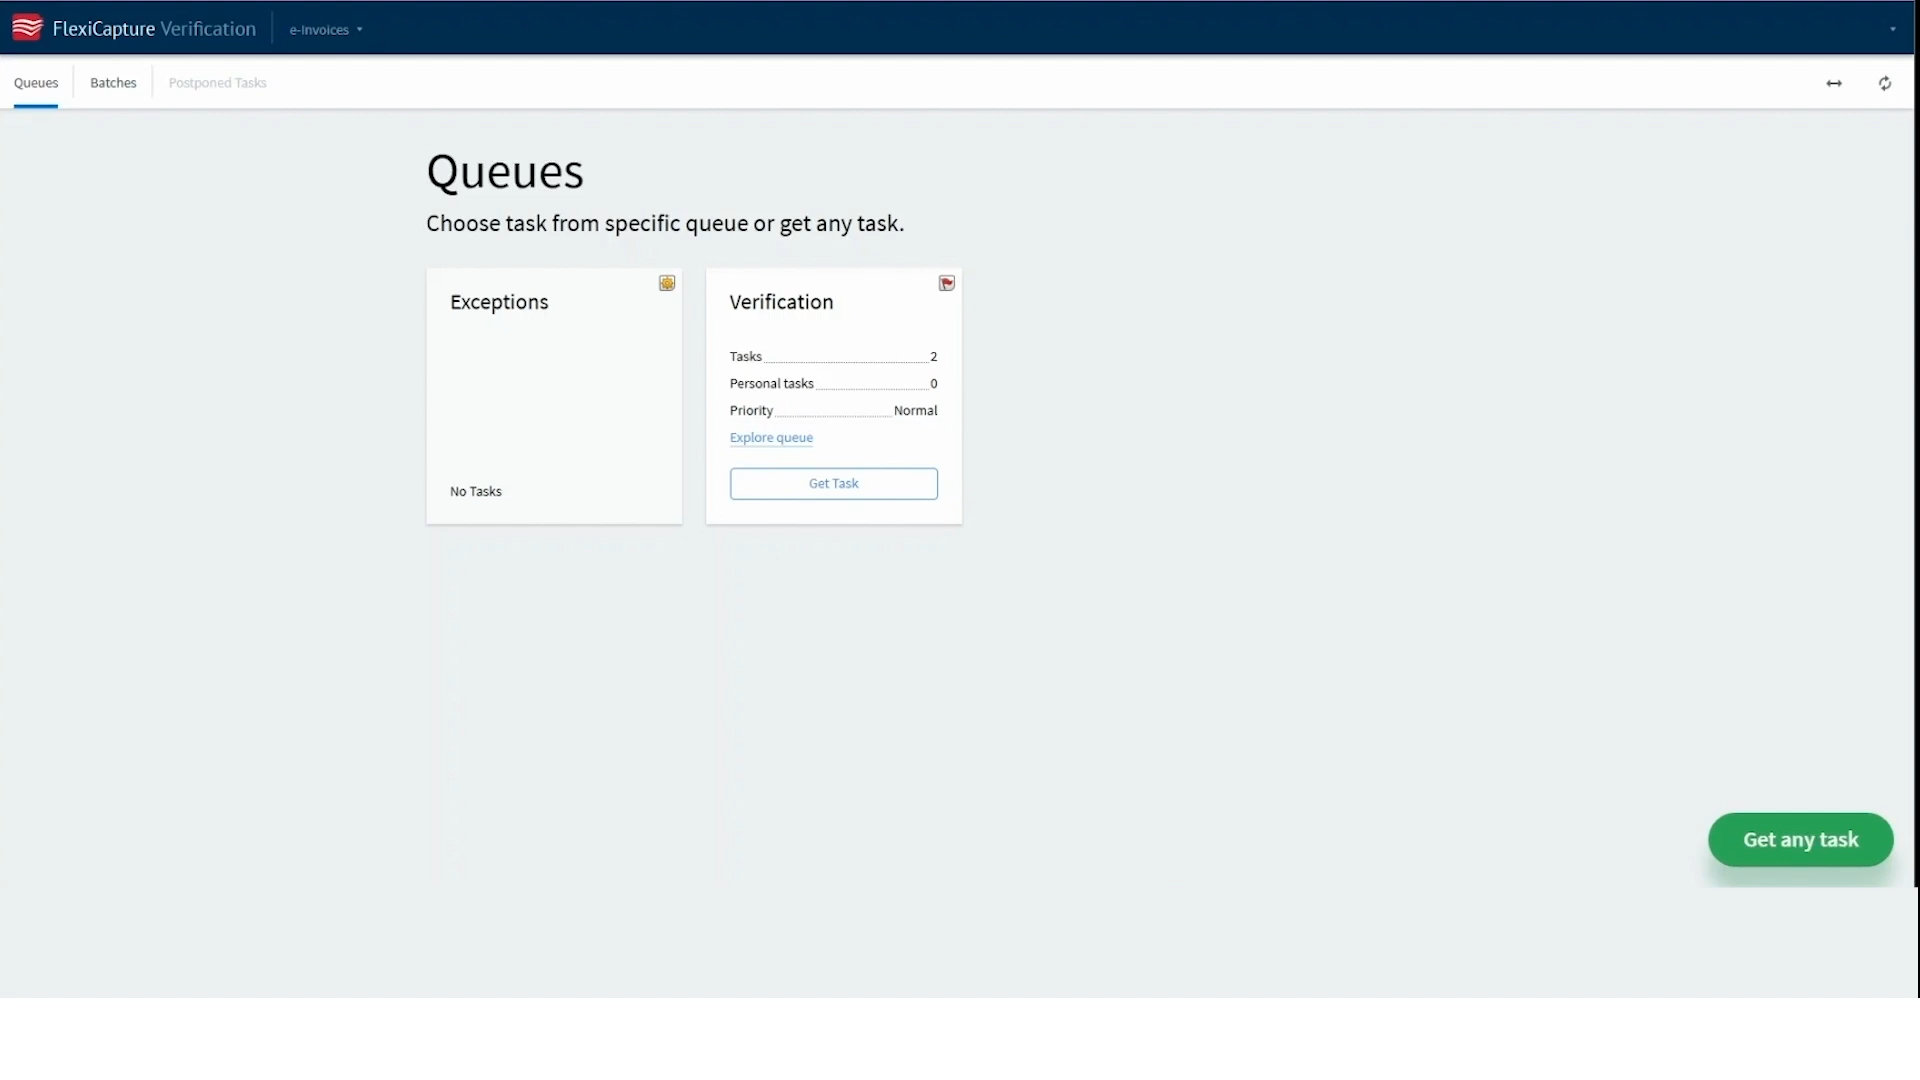 FlexiCapture Verification
e-Invoices
Queues
Batches
Postponed Tasks
Queues
Choose task from specific queue or get any task.
Exceptions
No Tasks
Verification
Tasks 2
Personal tasks 0
Priority Normal
Explore queue
Get Task
Get any task